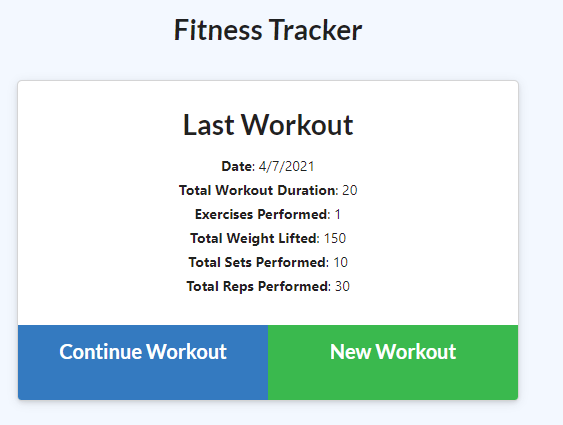 Fitness Tracker
Last Workout
Date: 4/7/2021
Total Workout Duration: 20
Exercises Performed: 1
Total Weight Lifted: 150
Total Sets Performed: 10
Total Reps Performed: 30
Continue Workout
New Workout